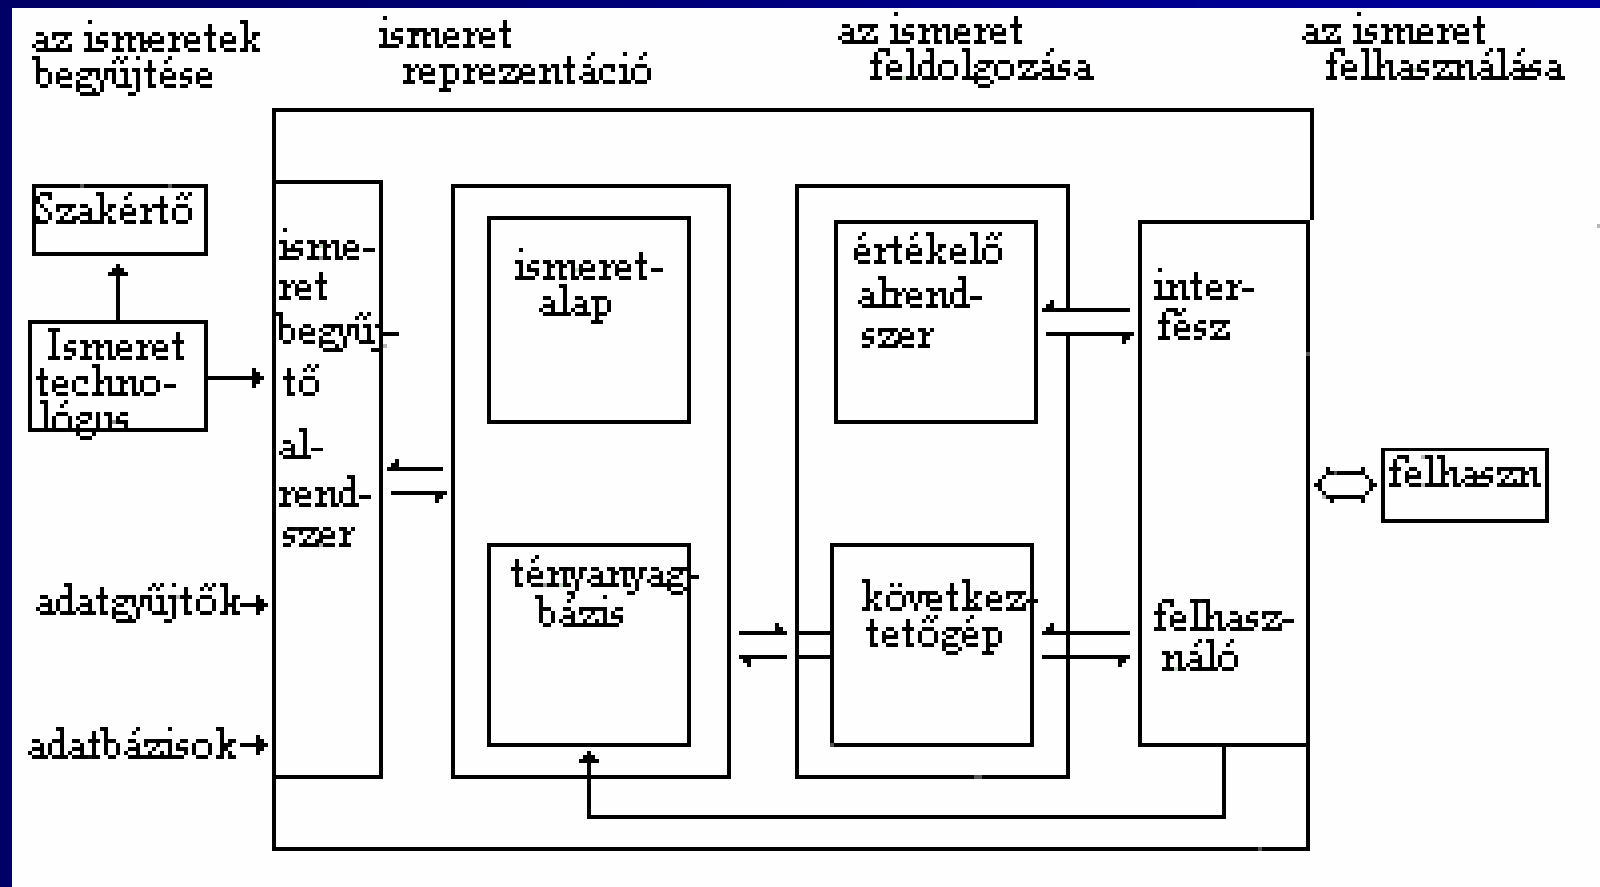 az ismeretek
begyűjtése
ismeret
reprezentáció
az ismeret
feldolgozása
az ismeret
felhasználása
Szakértő
Ismeret
techno-
lógus
adatgyűjtők
adatbázisok
isme-
ret
begyűj-
tő
al-
rend-
szer
ismeret-
alap
tényanyag-
bázis
értékelő
alrend-
szer
következ-
tetőgép
inter-
fész
felhasz-
náló
felhaszn